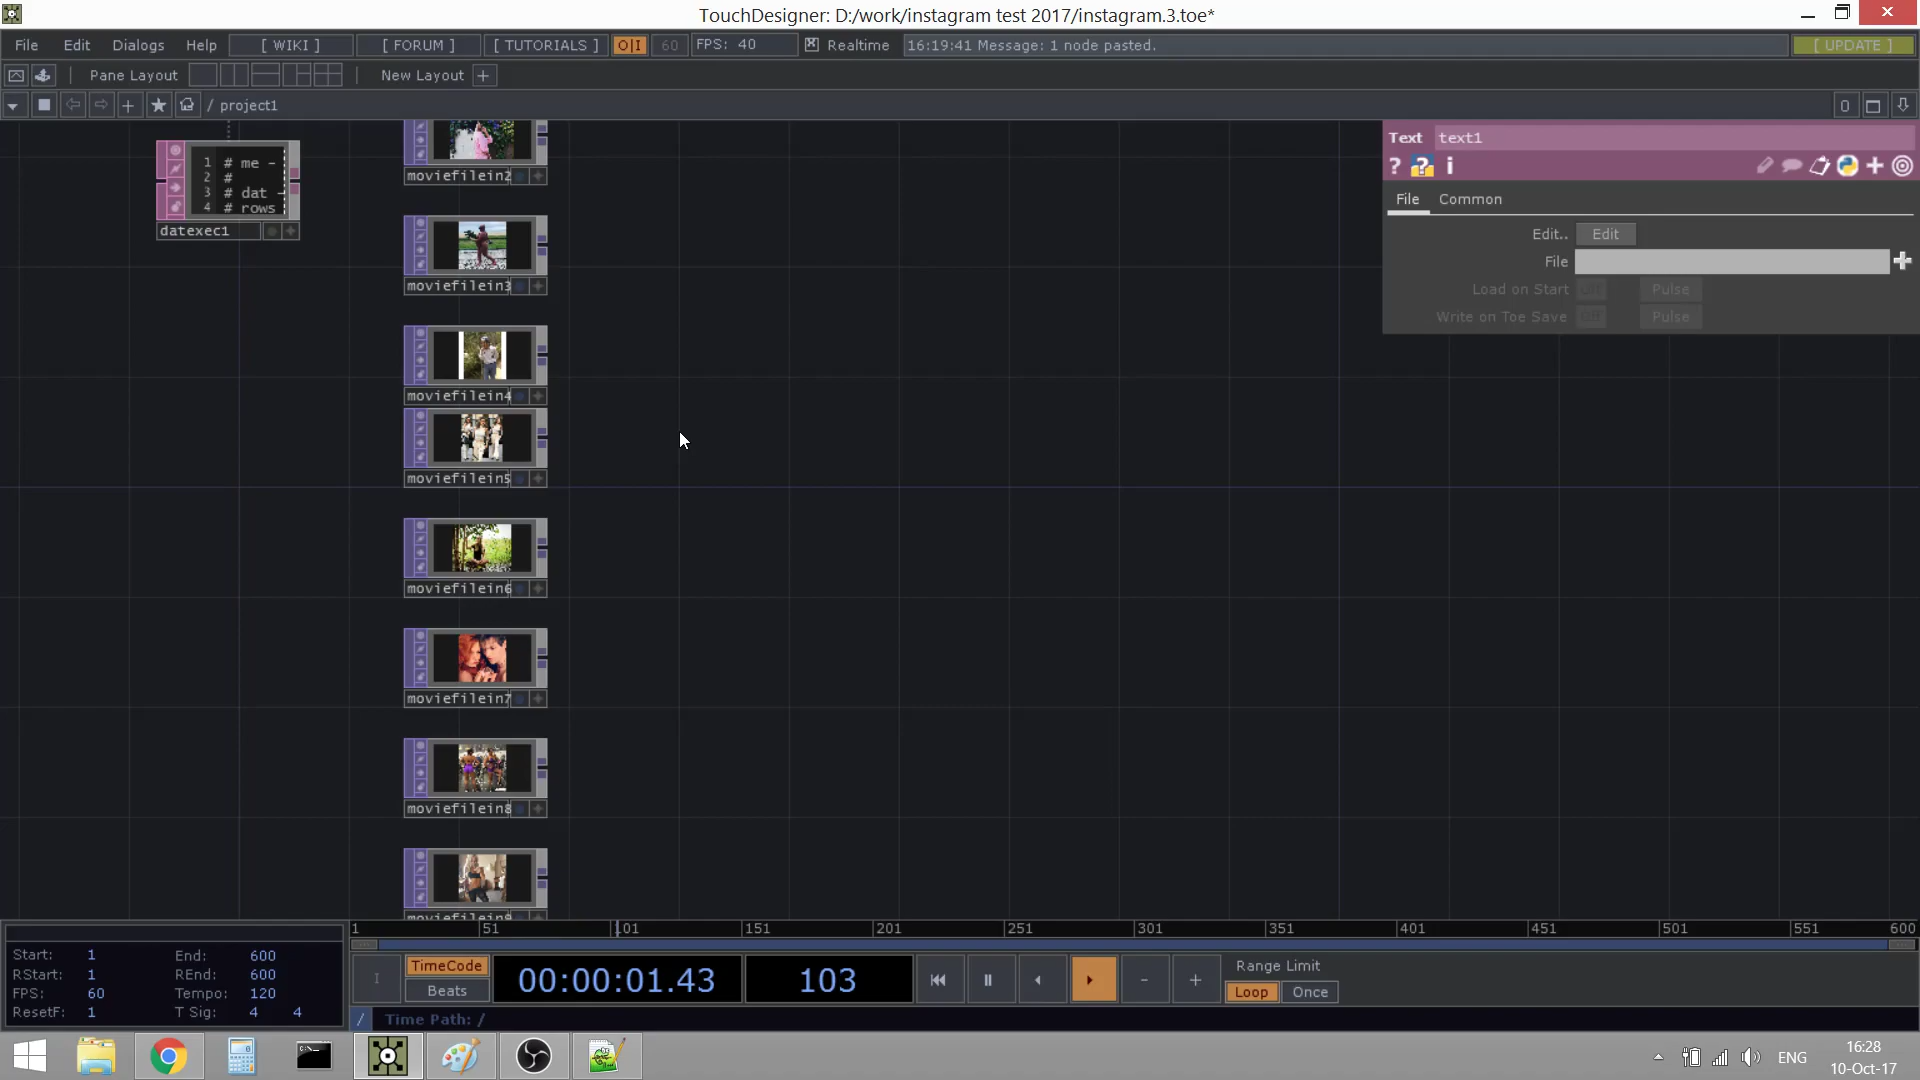 TouchDesigner: D:/work/instagram test 2017/instagram.3.toe*
File Edit Dialogs Help [ WIKI ] [ FORUM ] [ TUTORIALS ] O|I 60 FPS: 40 Realtime 16:19:41 Message: 1 node pasted. [ UPDATE ]
Pane Layout New Layout +
/ project1 0
1 # me -
2 #
3 # dat -
4 # rows
datexec1
moviefilein2
moviefilein3
moviefilein4
moviefilein5
moviefilein6
moviefilein7
moviefilein8
moviefilein9
Text text1
? ? i
File Common
Edit.. Edit
File
Load on Start Off Pulse
Write on Toe Save Off Pulse
1 51 101 151 201 251 301 351 401 451 501 551 600
Start: 1 End: 600
RStart: 1 REnd: 600
FPS: 60 Tempo: 120
ResetF: 1 T Sig: 4 4
I TimeCode Beats 00:00:01.43 103 - +
Range Limit
Loop Once
/ Time Path: /
ENG 16:28
10-Oct-17